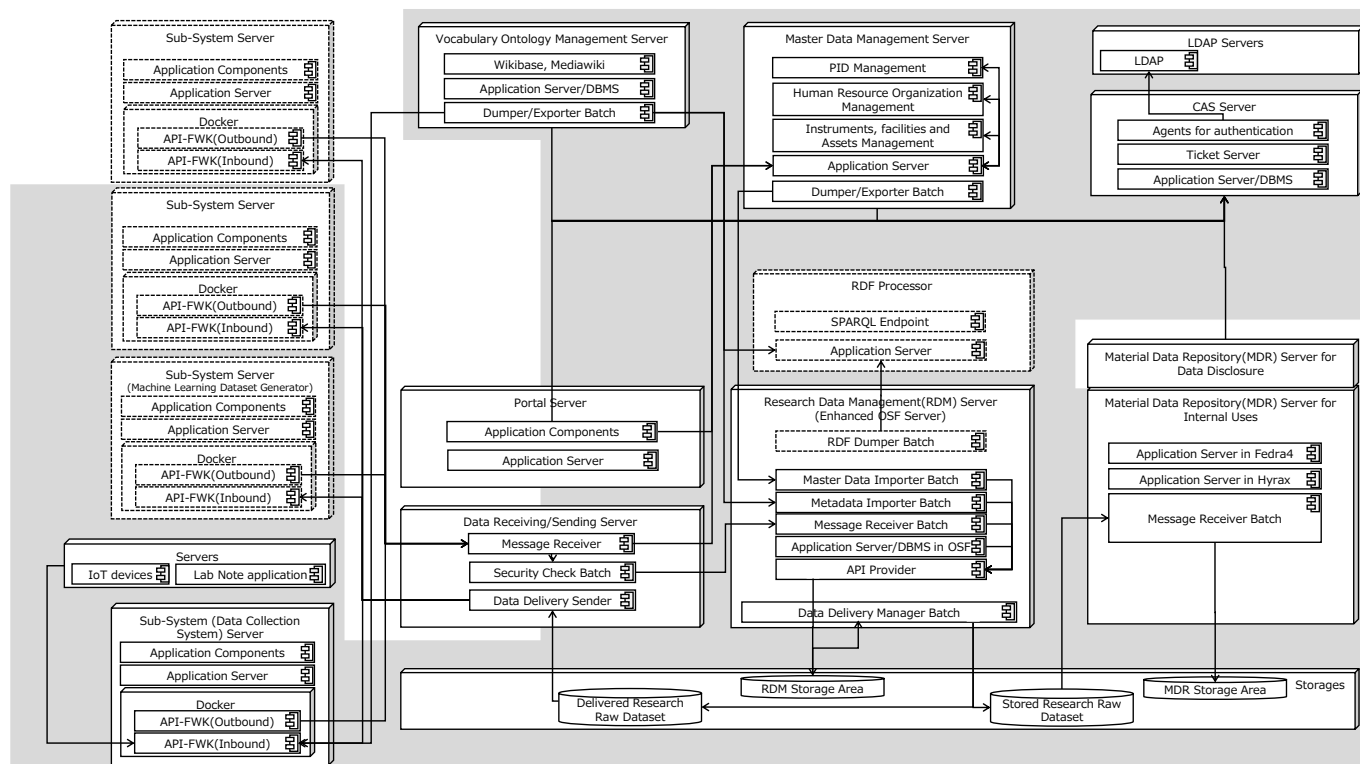 Sub-System Server
Application Components
Application Server
Docker
API-FWK(Outbound)
API-FWK(Inbound)
Sub-System Server
Application Components
Application Server
Docker
API-FWK(Outbound)
API-FWK(Inbound)
Sub-System Server
(Machine Learning Dataset Generator)
Application Components
Application Server
Docker
API-FWK(Outbound)
API-FWK(Inbound)
Servers
IoT devices
Lab Note application
Sub-System (Data Collection
System) Server
Application Components
Application Server
Docker
API-FWK(Outbound)
API-FWK(Inbound)
Vocabulary Ontology Management Server
Wikibase, Mediawiki
Application Server/DBMS
Dumper/Exporter Batch
Portal Server
Application Components
Application Server
Data Receiving/Sending Server
Message Receiver
Security Check Batch
Data Delivery Sender
Master Data Management Server
PID Management
Human Resource Organization
Management
Instruments, facilities and
Assets Management
Application Server
Dumper/Exporter Batch
RDF Processor
SPARQL Endpoint
Application Server
Research Data Management(RDM) Server
(Enhanced OSF Server)
RDF Dumper Batch
Master Data Importer Batch
Metadata Importer Batch
Message Receiver Batch
Application Server/DBMS in OSF
API Provider
Data Delivery Manager Batch
LDAP Servers
LDAP
CAS Server
Agents for authentication
Ticket Server
Application Server/DBMS
Material Data Repository(MDR) Server for
Data Disclosure
Material Data Repository(MDR) Server for
Internal Uses
Application Server in Fedra4
Application Server in Hyrax
Message Receiver Batch
Storages
Delivered Research
Raw Dataset
RDM Storage Area
Stored Research Raw
Dataset
MDR Storage Area